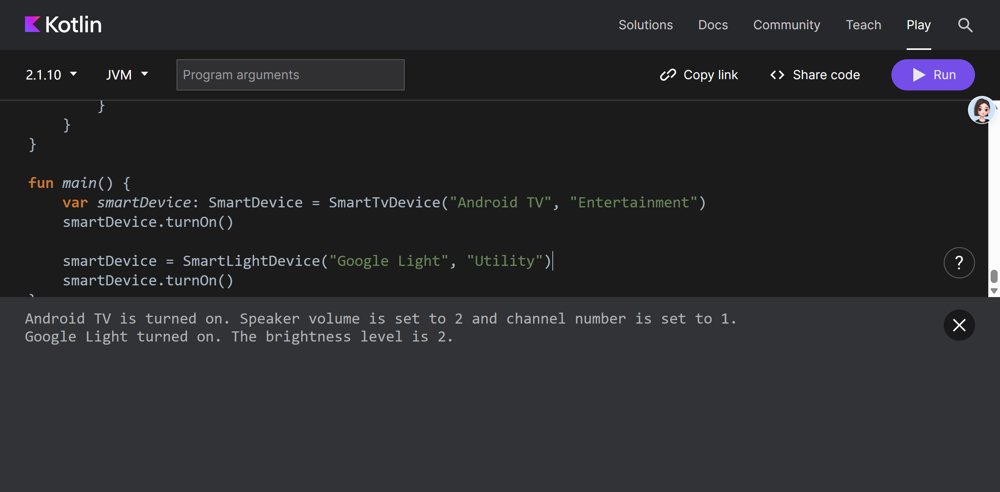 Kotlin
Solutions Docs Community Teach Play
2.1.10 JVM Program arguments Copy link Share code Run
}
}
}
fun main() {
var smartDevice: SmartDevice = SmartTvDevice("Android TV", "Entertainment")
smartDevice.turnOn()
smartDevice = SmartLightDevice("Google Light", "Utility")
smartDevice.turnOn()
}
?
Android TV is turned on. Speaker volume is set to 2 and channel number is set to 1.
Google Light turned on. The brightness level is 2.